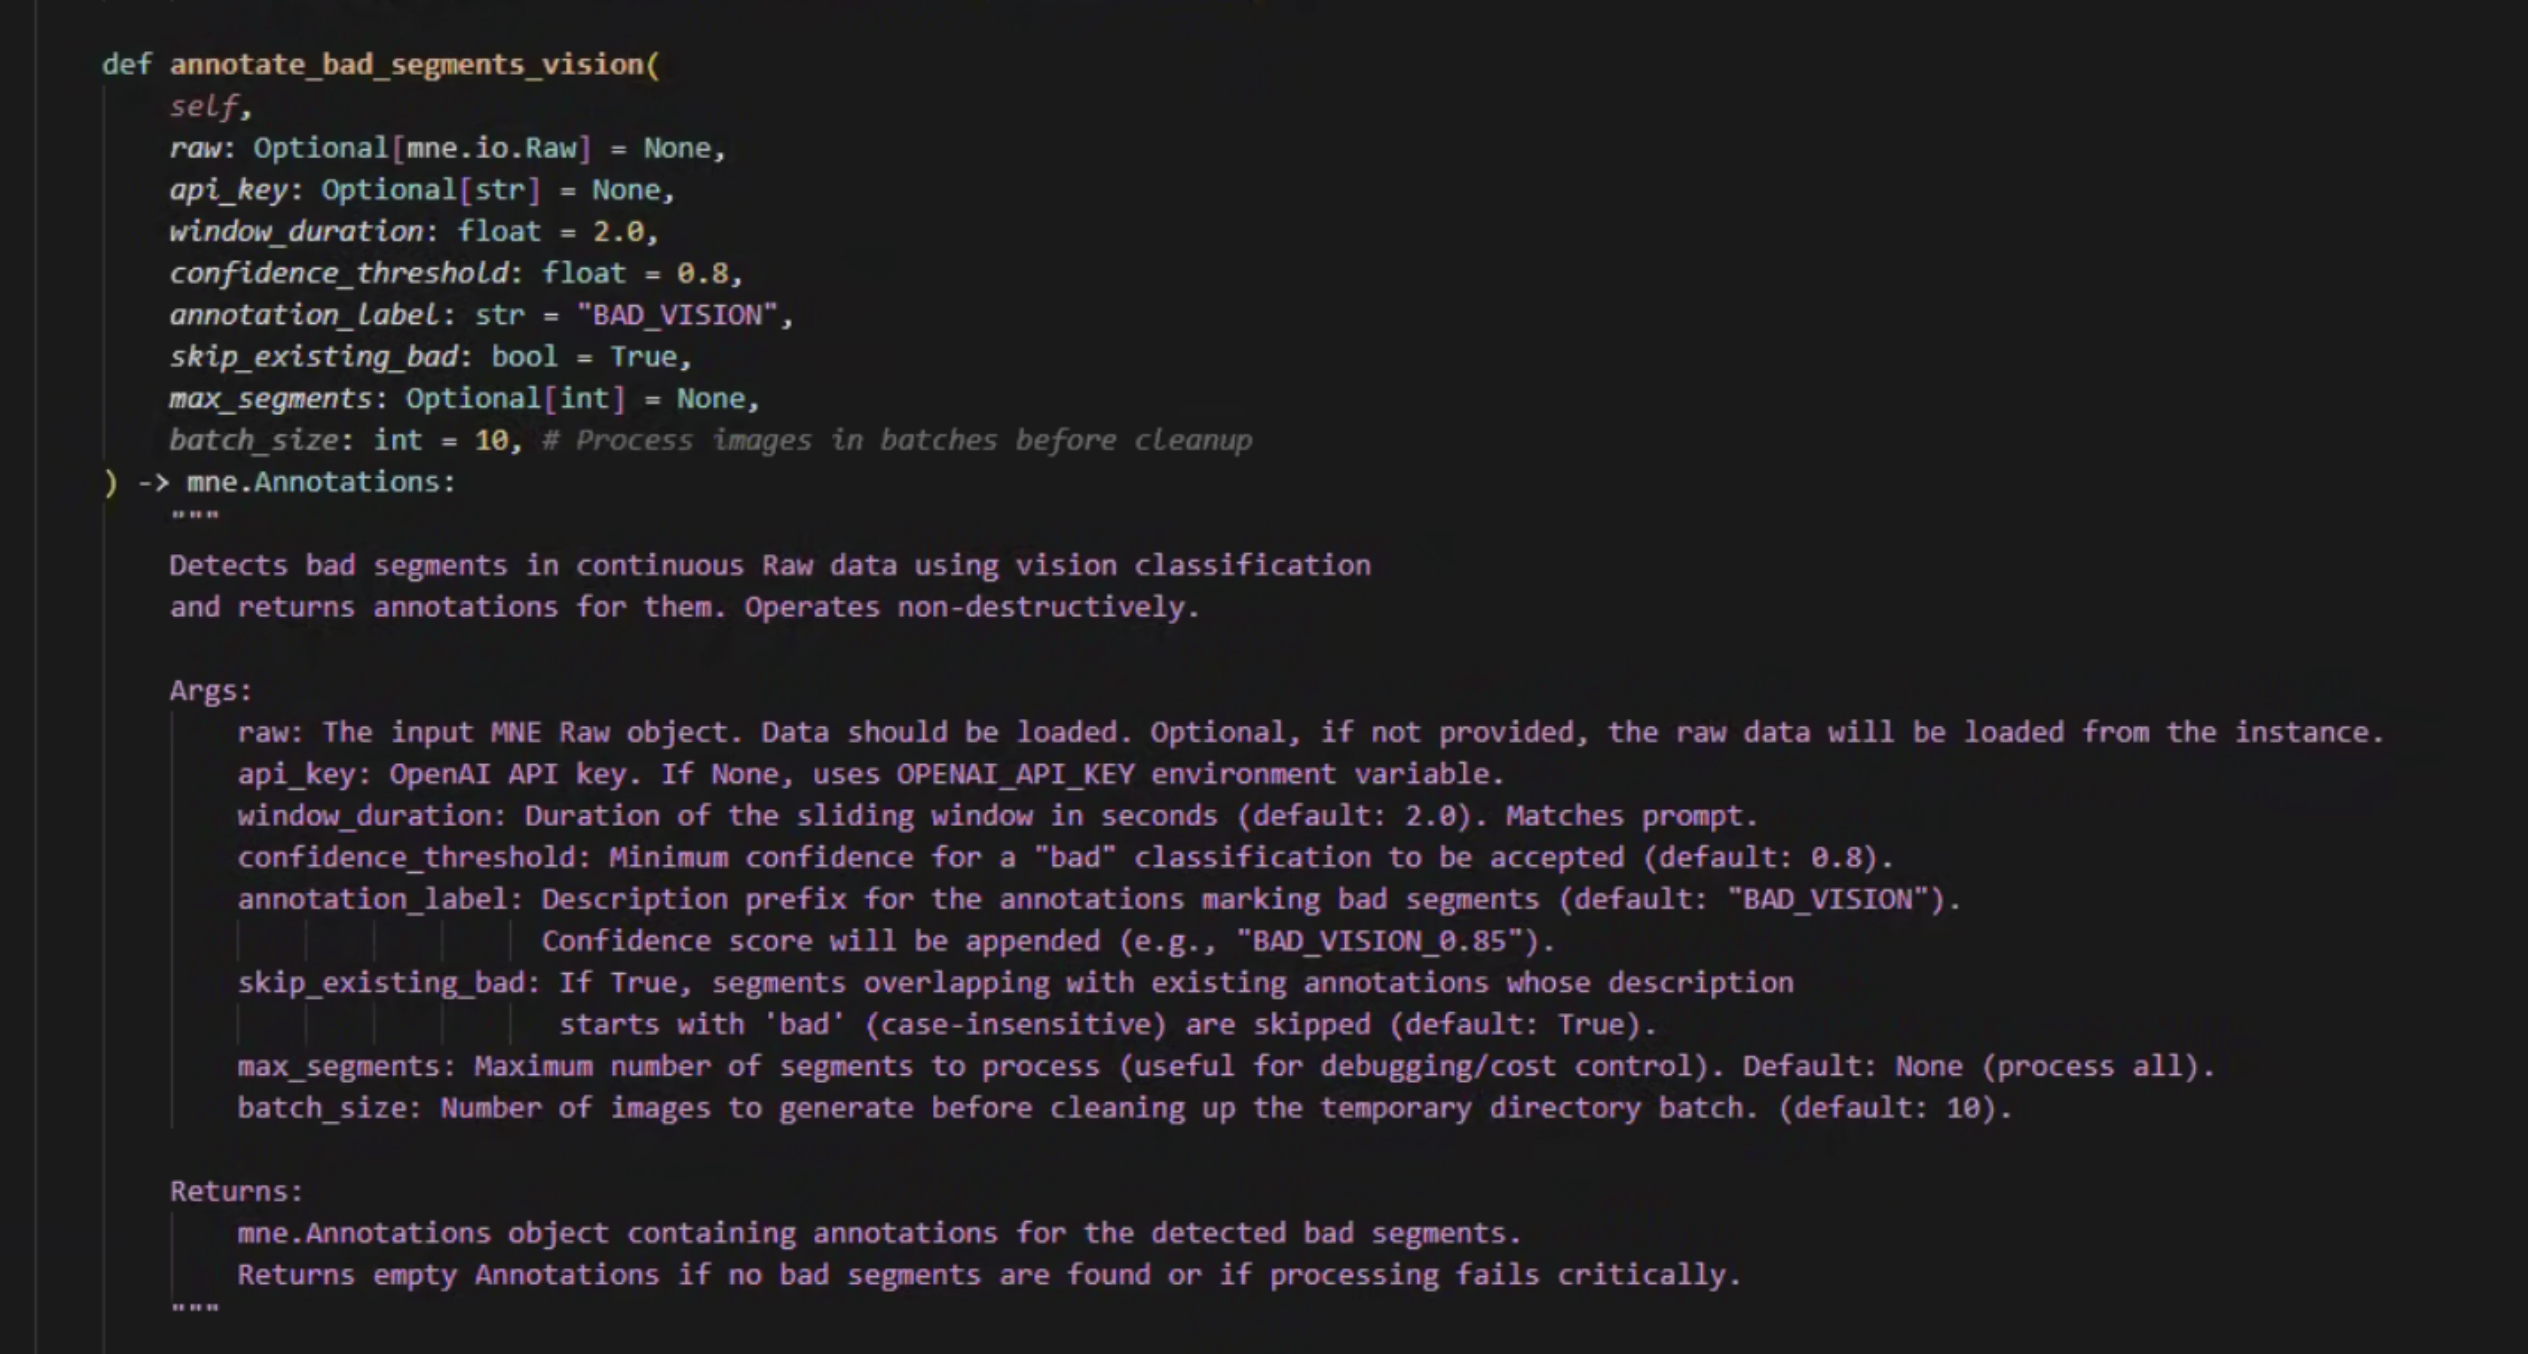 def annotate_bad_segments_vision(
self,
raw: Optional[mne.io.Raw] = None,
api_key: Optional[str] = None,
window_duration: float = 2.0,
confidence_threshold: float = 0.8,
annotation_label: str = "BAD_VISION",
skip_existing_bad: bool = True,
max_segments: Optional[int] = None,
batch_size: int = 10, # Process images in batches before cleanup
) -> mne.Annotations:
"""
Detects bad segments in continuous Raw data using vision classification
and returns annotations for them. Operates non-destructively.
Args:
raw: The input MNE Raw object. Data should be loaded. Optional, if not provided, the raw data will be loaded from the instance.
api_key: OpenAI API key. If None, uses OPENAI_API_KEY environment variable.
window_duration: Duration of the sliding window in seconds (default: 2.0). Matches prompt.
confidence_threshold: Minimum confidence for a "bad" classification to be accepted (default: 0.8).
annotation_label: Description prefix for the annotations marking bad segments (default: "BAD_VISION").
Confidence score will be appended (e.g., "BAD_VISION_0.85").
skip_existing_bad: If True, segments overlapping with existing annotations whose description
starts with 'bad' (case-insensitive) are skipped (default: True).
max_segments: Maximum number of segments to process (useful for debugging/cost control). Default: None (process all).
batch_size: Number of images to generate before cleaning up the temporary directory batch. (default: 10).
Returns:
mne.Annotations object containing annotations for the detected bad segments.
Returns empty Annotations if no bad segments are found or if processing fails critically.
"""